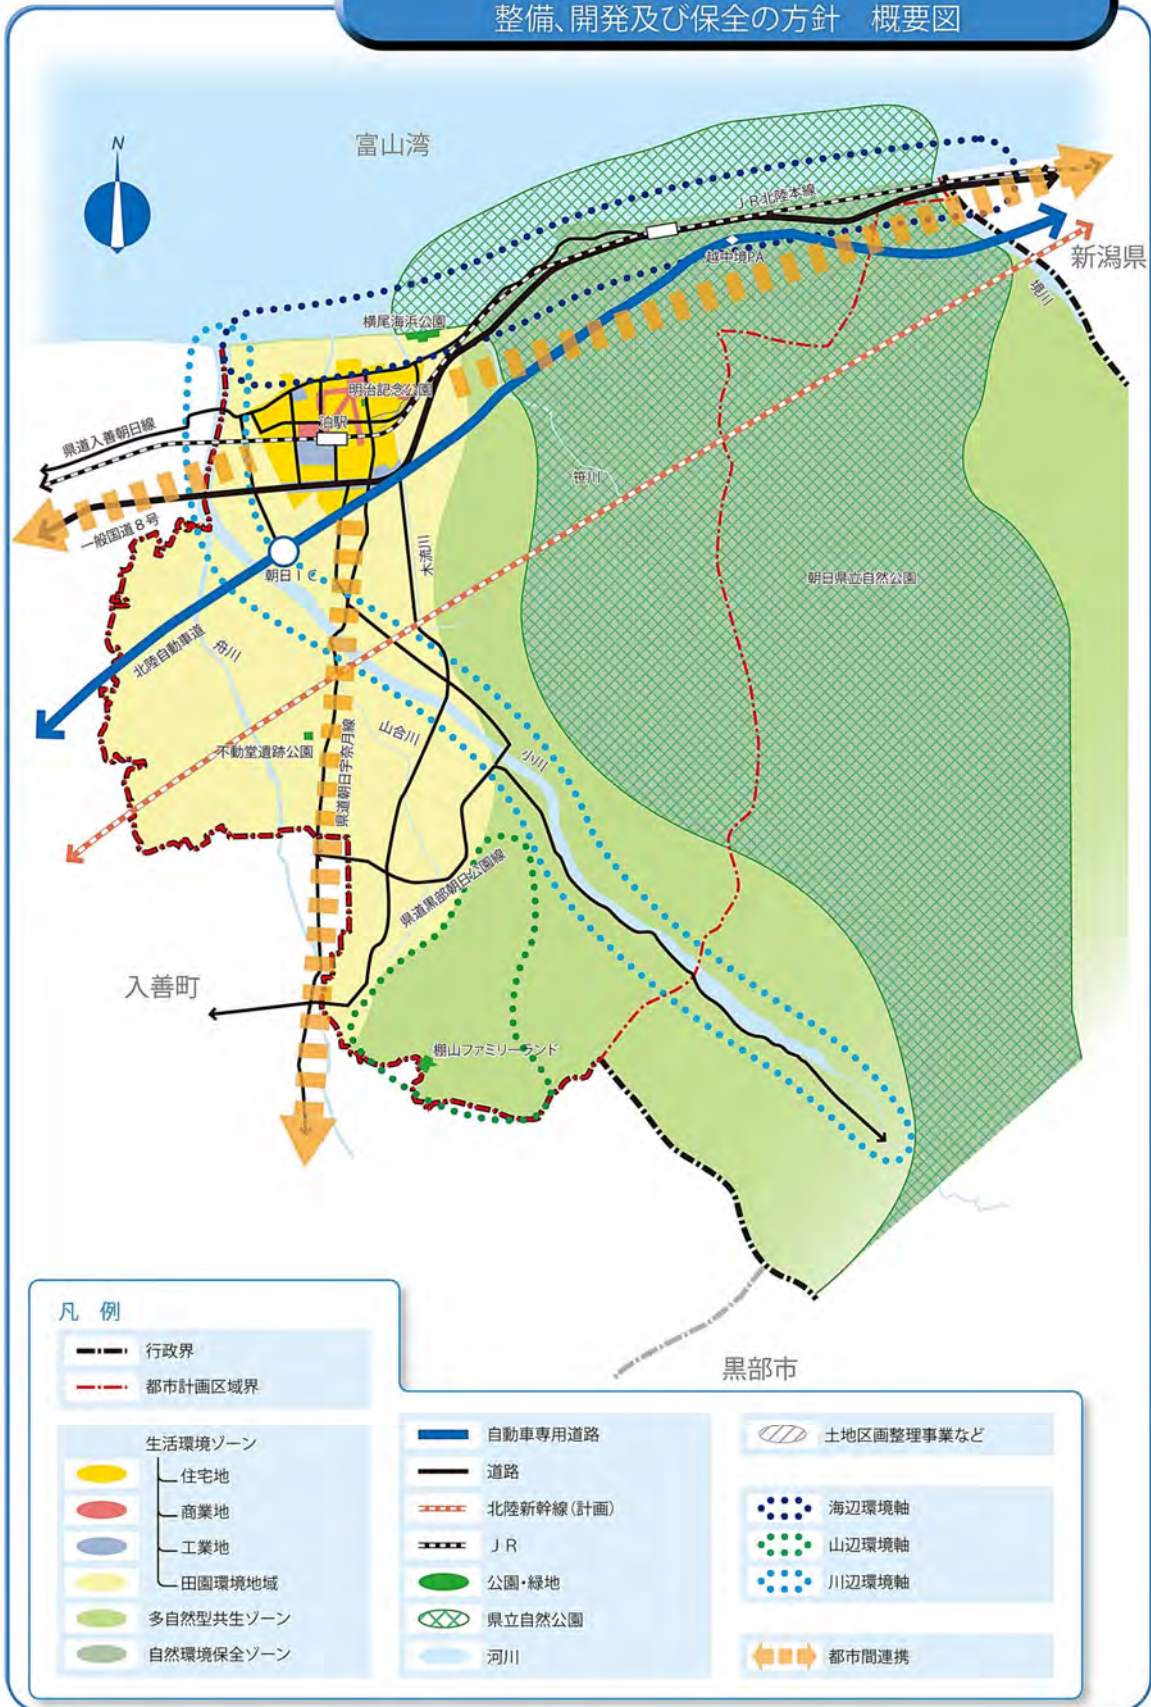 整備、開発及び保全の方針　概要図
N
富山湾
JR北陸本線
越中境PA
新潟県
境川
横尾海浜公園
明治記念公園
泊駅
県道入善朝日線
一般国道8号
笹川
木流川
朝日IC
朝日県立自然公園
北陸自動車道
舟川
山合川
小川
不動堂遺跡公園
県道朝日宇奈月線
県道黒部朝日公園線
入善町
棚山ファミリーランド
黒部市
凡　例
行政界
都市計画区域界
生活環境ゾーン
住宅地
商業地
工業地
田園環境地域
多自然型共生ゾーン
自然環境保全ゾーン
自動車専用道路
道路
北陸新幹線(計画)
JR
公園・緑地
県立自然公園
河川
土地区画整理事業など
海辺環境軸
山辺環境軸
川辺環境軸
都市間連携